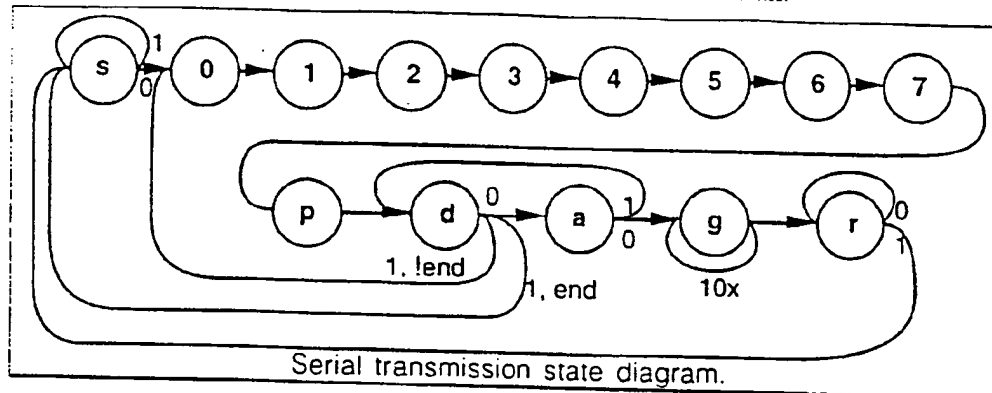 1
s 0 1 2 3 4 5 6 7
0
p d 0 a 1 g r 0
0 1
1, !end
1, end 10x
Serial transmission state diagram.